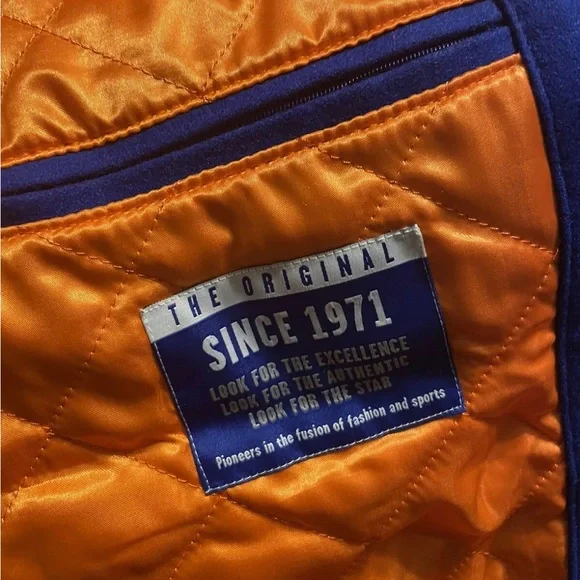 THE ORIGINAL
SINCE 1971
LOOK FOR THE EXCELLENCE
LOOK FOR THE AUTHENTIC
LOOK FOR THE STAR
Pioneers in the fusion of fashion and sports